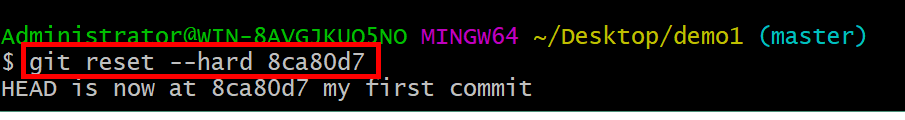 Administrator@WIN-8AVGJKUO5NO MINGW64 ~/Desktop/demo1 (master)
$ git reset --hard 8ca80d7
HEAD is now at 8ca80d7 my first commit